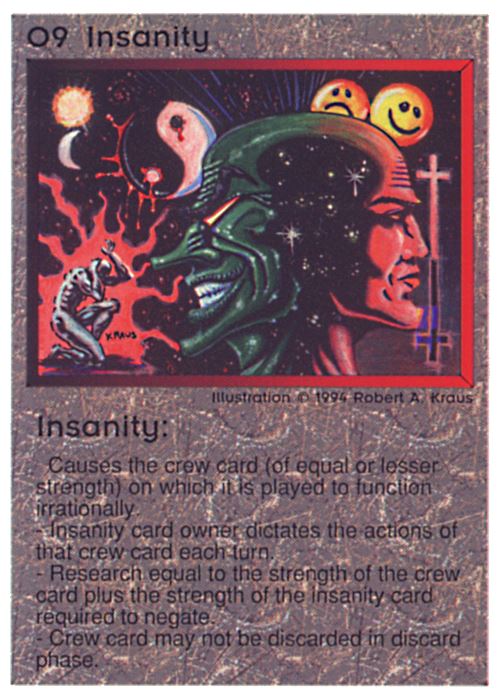 09 Insanity
KRAUS
Illustration © 1994 Robert A. Kraus
Insanity:
Causes the crew card (of equal or lesser
strength) on which it is played to function
irrationally.
- Insanity card owner dictates the actions of
that crew card each turn.
- Research equal to the strength of the crew
card plus the strength of the Insanity card
required to negate.
- Crew card may not be discarded in discard
phase.